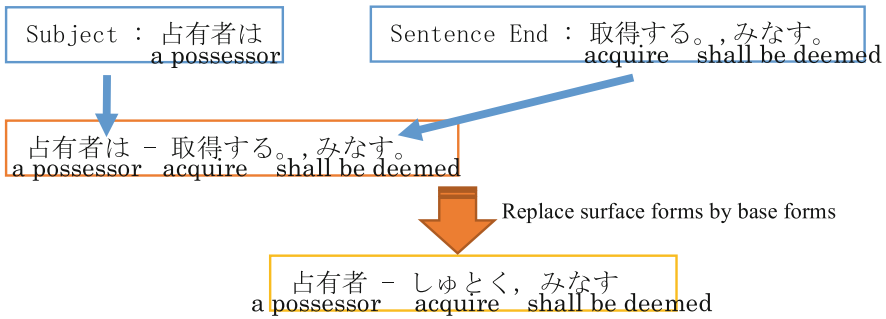 Subject : 占有者は
a possessor
Sentence End : 取得する。,みなす。
acquire shall be deemed
占有者は - 取得する。,みなす。
a possessor acquire shall be deemed
Replace surface forms by base forms
占有者 - しゅとく, みなす
a possessor acquire shall be deemed